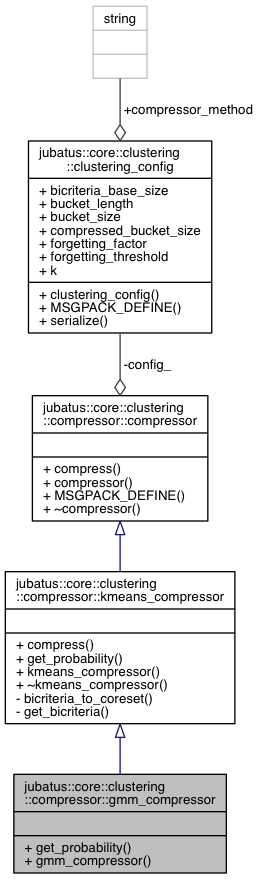 string
+compressor_method
jubatus::core::clustering
::clustering_config
+ bicriteria_base_size
+ bucket_length
+ bucket_size
+ compressed_bucket_size
+ forgetting_factor
+ forgetting_threshold
+ k
+ clustering_config()
+ MSGPACK_DEFINE()
+ serialize()
-config_
jubatus::core::clustering
::compressor::compressor
+ compress()
+ compressor()
+ MSGPACK_DEFINE()
+ ~compressor()
jubatus::core::clustering
::compressor::kmeans_compressor
+ compress()
+ get_probability()
+ kmeans_compressor()
+ ~kmeans_compressor()
- bicriteria_to_coreset()
- get_bicriteria()
jubatus::core::clustering
::compressor::gmm_compressor
+ get_probability()
+ gmm_compressor()